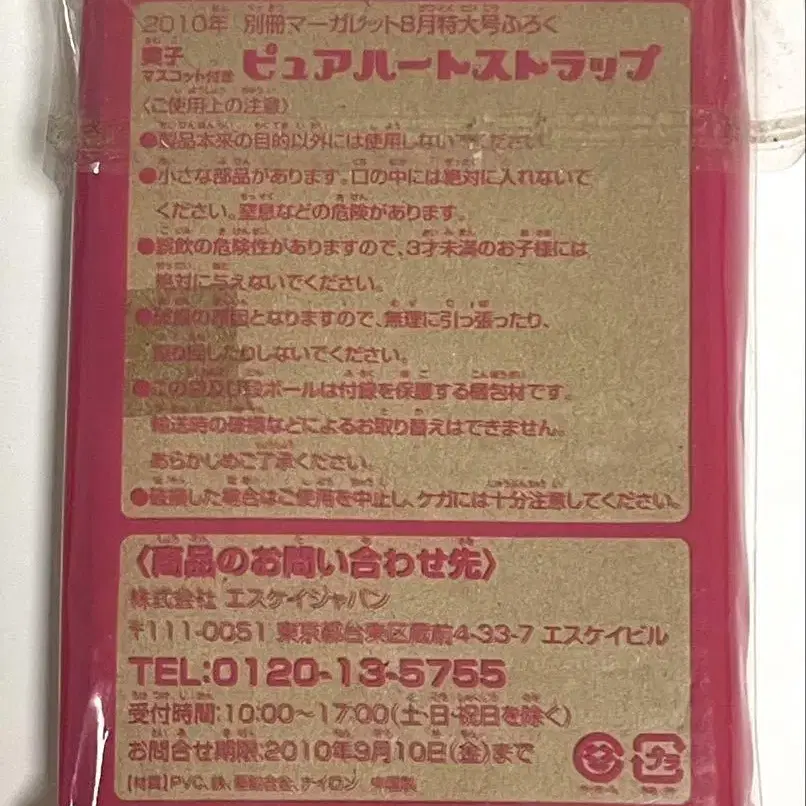 2010年 別冊マーガレット8月特大号ふろく
爽子
マスコット付き ピュアハートストラップ
〈ご使用上の注意〉
●製品本来の目的以外には使用しないでください。
●小さな部品があります。口の中には絶対に入れないで
ください。窒息などの危険があります。
●誤飲の危険性がありますので、3才未満のお子様には
絶対に与えないでください。
●破損の原因となりますので、無理に引っ張ったり、
振り回したりしないでください。
●この袋及び段ボールは付録を保護する梱包材です。
輸送時の破損などによるお取り替えはできません。
あらかじめご了承ください。
●破損した場合はご使用を中止し、ケガには十分注意してください。
〈商品のお問い合わせ先〉
株式会社 エスケイジャパン
〒111-0051 東京都台東区蔵前4-33-7 エスケイビル
TEL:0120-13-5755
受付時間:10:00～17:00(土・日・祝日を除く)
お問合せ期限:2010年9月10日(金)まで
【材質】PVC、鉄、亜鉛合金、ナイロン 中国製
プラ